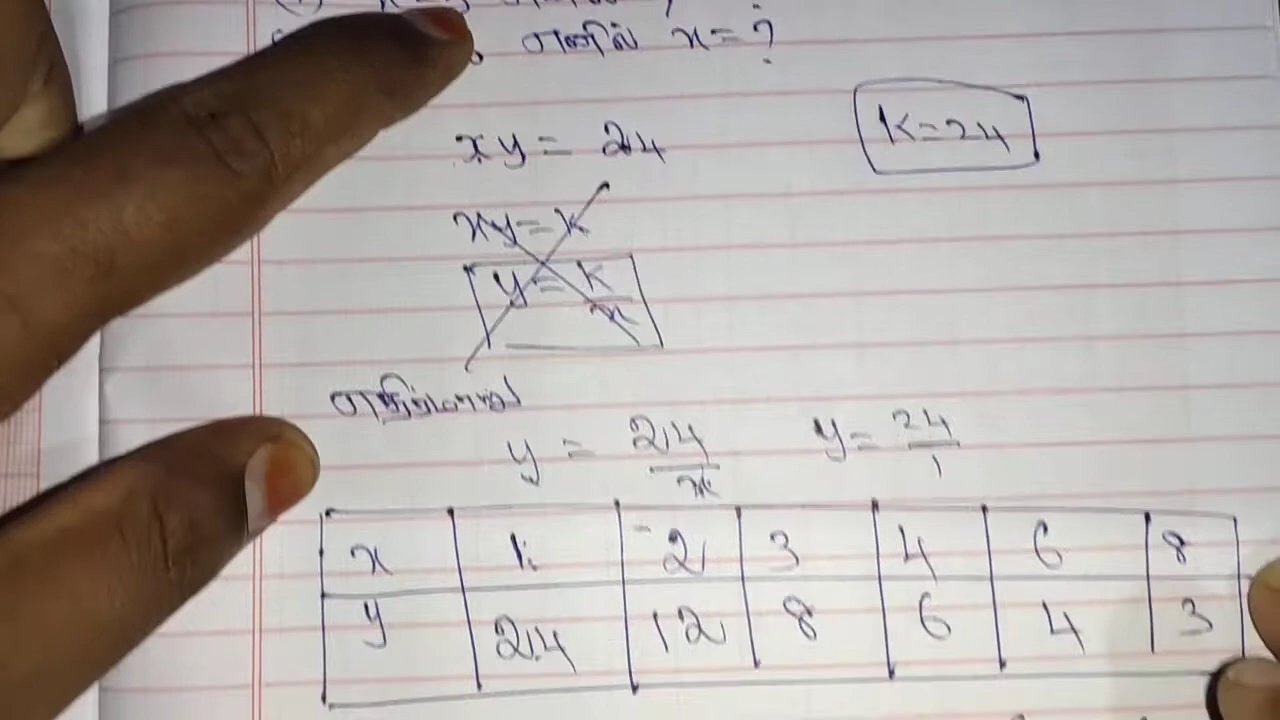 எனில் x = ?
xy = 24
K = 24
xy = K
y = K/x
y = 24/x y = 24/1
x 1 2 3 4 6 8
y 24 12 8 6 4 3